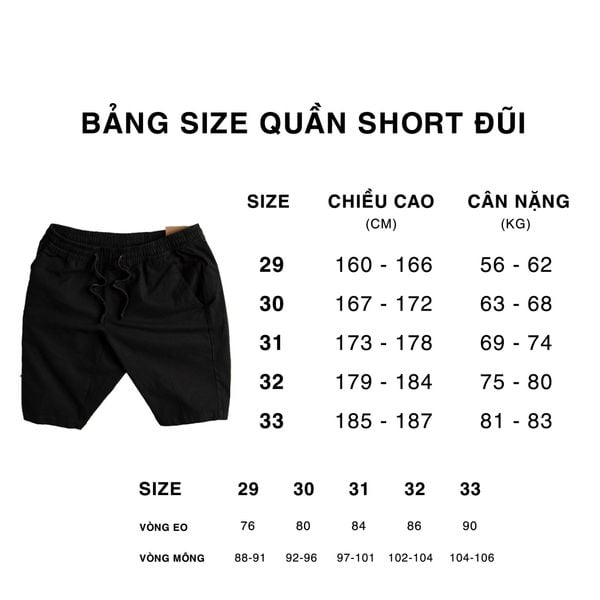 BẢNG SIZE QUẦN SHORT ĐŨI
SIZE CHIỀU CAO CÂN NẶNG
(CM) (KG)
29 160 - 166 56 - 62
30 167 - 172 63 - 68
31 173 - 178 69 - 74
32 179 - 184 75 - 80
33 185 - 187 81 - 83
SIZE 29 30 31 32 33
VÒNG EO 76 80 84 86 90
VÒNG MÔNG 88-91 92-96 97-101 102-104 104-106